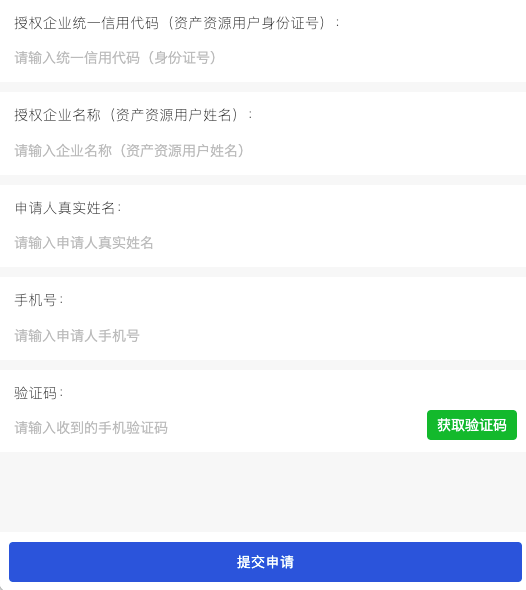 授权企业统一信用代码（资产资源用户身份证号）:
请输入统一信用代码（身份证号）
授权企业名称（资产资源用户姓名）:
请输入企业名称（资产资源用户姓名）
申请人真实姓名:
请输入申请人真实姓名
手机号:
请输入申请人手机号
验证码:
请输入收到的手机验证码
获取验证码
提交申请